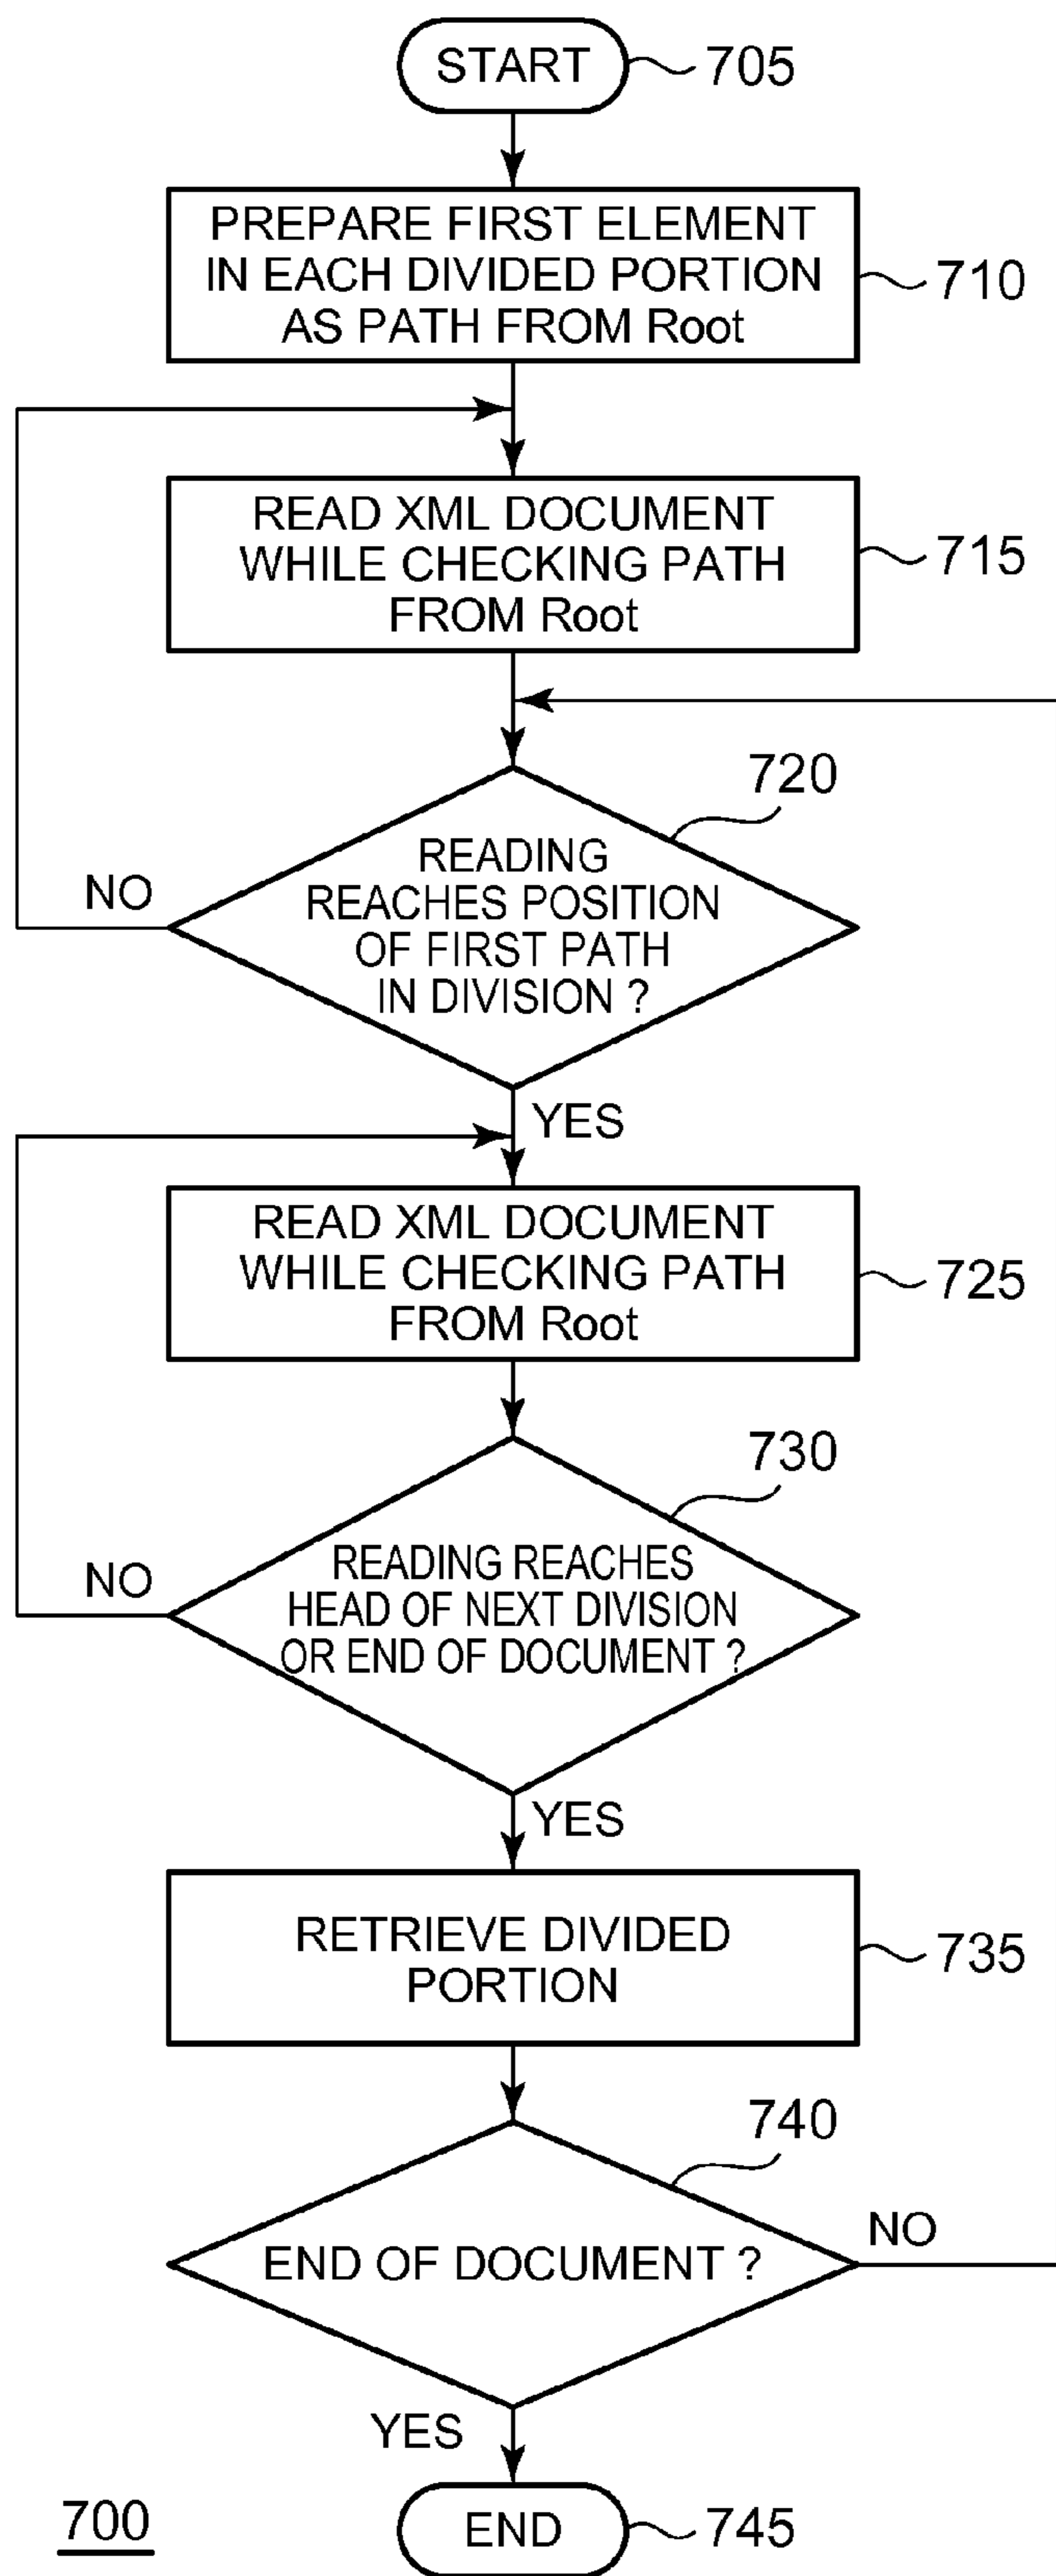 START
705
PREPARE FIRST ELEMENT
IN EACH DIVIDED PORTION
AS PATH FROM Root
710
READ XML DOCUMENT
WHILE CHECKING PATH
FROM Root
715
720
READING
REACHES POSITION
OF FIRST PATH
IN DIVISION ?
NO
YES
READ XML DOCUMENT
WHILE CHECKING PATH
FROM Root
725
730
READING REACHES
HEAD OF NEXT DIVISION
OR END OF DOCUMENT ?
NO
YES
RETRIEVE DIVIDED
PORTION
735
740
END OF DOCUMENT ?
NO
YES
700
END
745